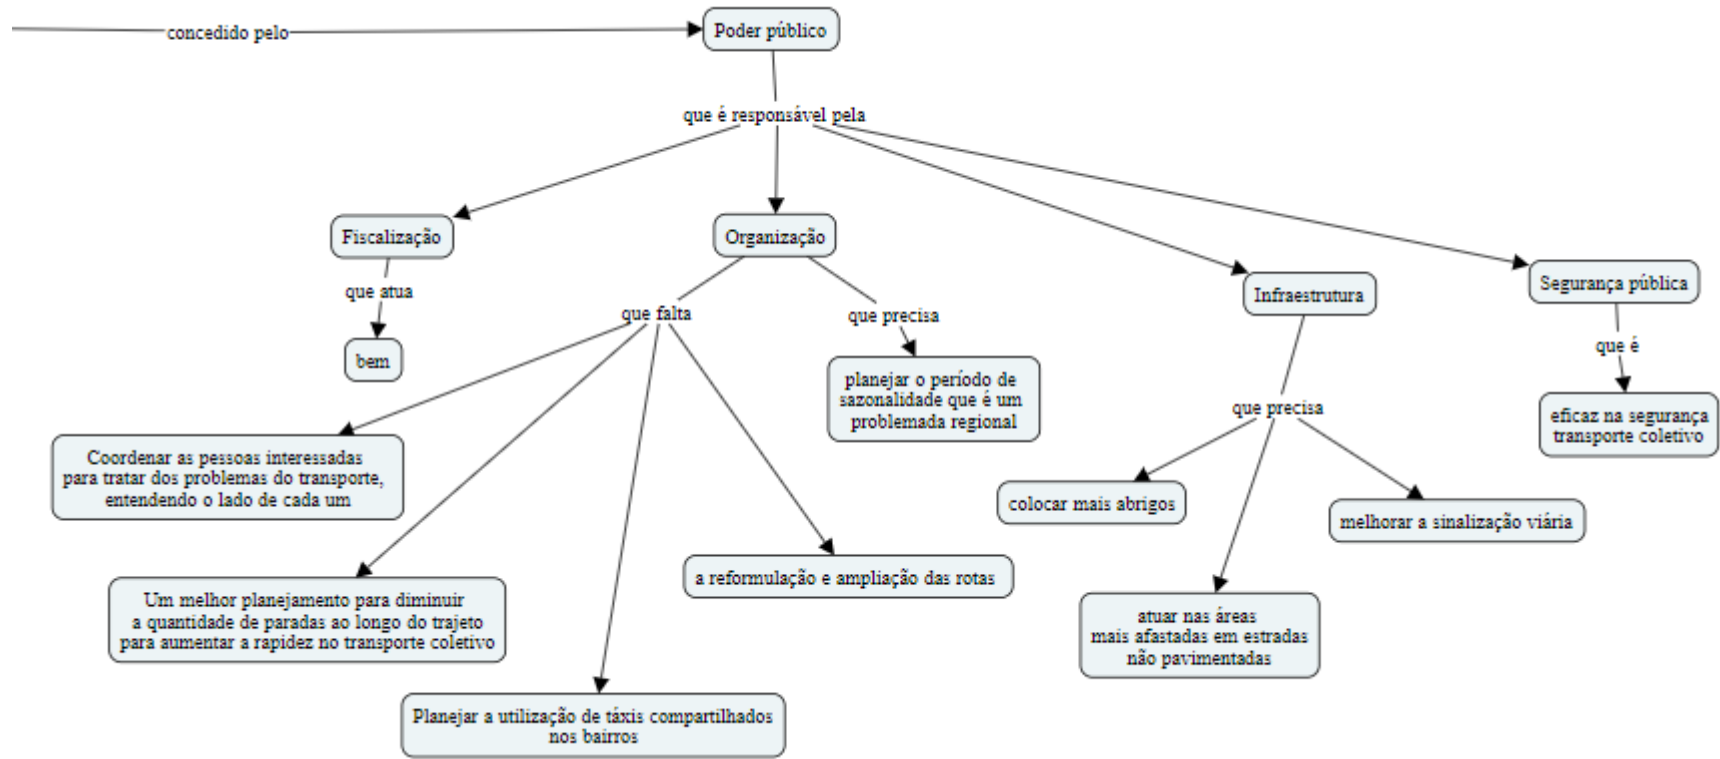 concedido pelo
Poder público
que é responsável pela
Fiscalização
Organização
Infraestrutura
Segurança pública
que atua
que falta
que precisa
que é
bem
planejar o período de
sazonalidade que é um
problemada regional
que precisa
eficaz na segurança
transporte coletivo
Coordenar as pessoas interessadas
para tratar dos problemas do transporte,
entendendo o lado de cada um
colocar mais abrigos
melhorar a sinalização viária
a reformulação e ampliação das rotas
Um melhor planejamento para diminuir
a quantidade de paradas ao longo do trajeto
para aumentar a rapidez no transporte coletivo
atuar nas áreas
mais afastadas em estradas
não pavimentadas
Planejar a utilização de táxis compartilhados
nos bairros